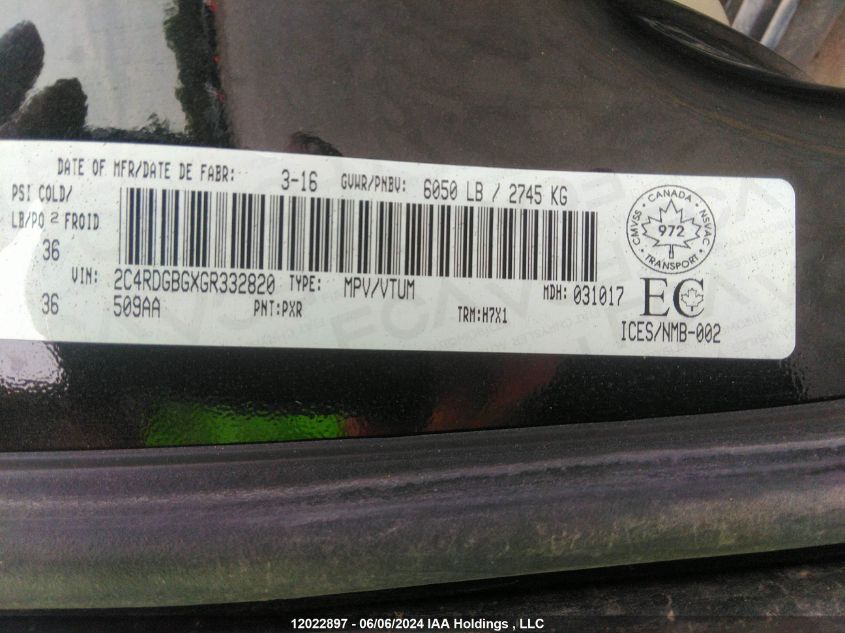 DATE OF MFR/DATE DE FABR: 3-16 GVWR/PNBV: 6050 LB / 2745 KG
PSI COLD/
LB/PO 2 FROID
36
VIN: 2C4RDGBGXGR332820 TYPE: MPV/VTUM MDH: 031017
36 509AA PNT:PXR TRM:H7X1
CANADA
CMVSS NSVAC
972
TRANSPORT
EC
ICES/NMB-002
12022897 - 06/06/2024 IAA Holdings , LLC